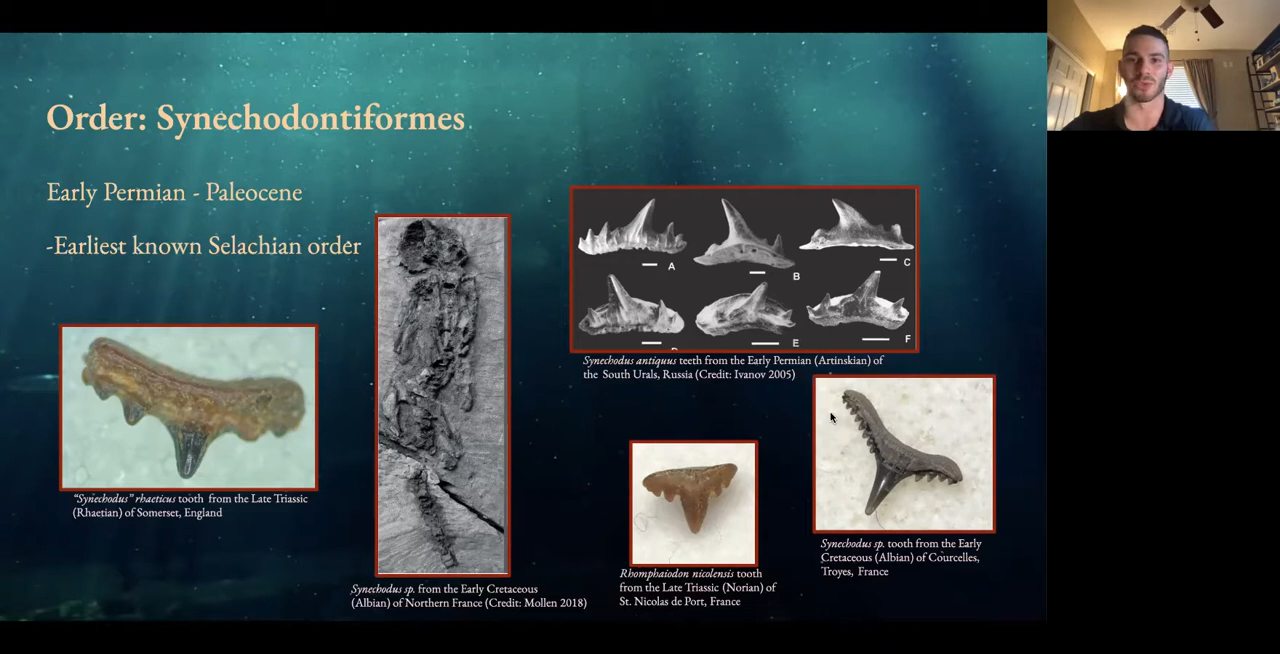 Order: Synechodontiformes
Early Permian - Paleocene
-Earliest known Selachian order
A
B
C
E
F
Synechodus antiquus teeth from the Early Permian (Artinskian) of
the South Urals, Russia (Credit: Ivanov 2005)
"Synechodus" rhaeticus tooth from the Late Triassic
(Rhaetian) of Somerset, England
Synechodus sp. from the Early Cretaceous
(Albian) of Northern France (Credit: Mollen 2018)
Rhomphaiodon nicolensis tooth
from the Late Triassic (Norian) of
St. Nicolas de Port, France
Synechodus sp. tooth from the Early
Cretaceous (Albian) of Courcelles,
Troyes, France